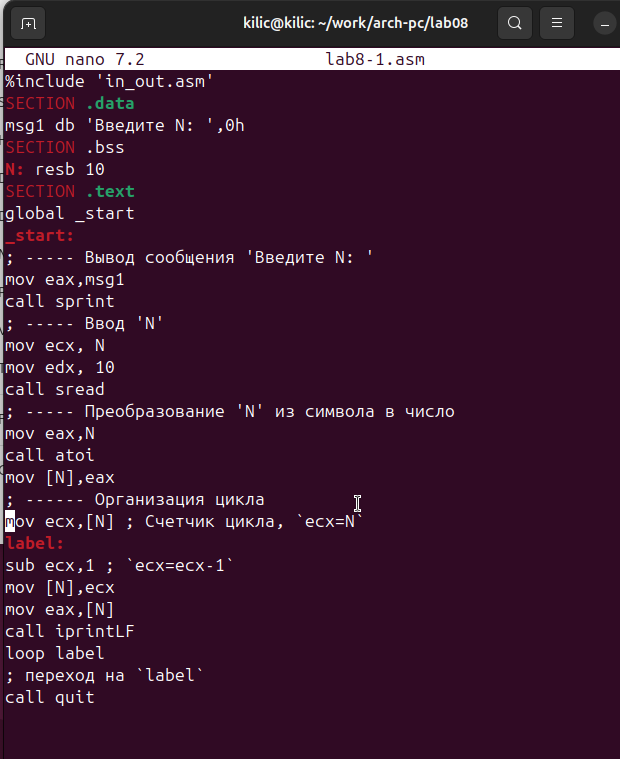 kilic@kilic: ~/work/arch-pc/lab08
GNU nano 7.2 lab8-1.asm
%include 'in_out.asm'
SECTION .data
msg1 db 'Введите N: ',0h
SECTION .bss
N: resb 10
SECTION .text
global _start
_start:
; ----- Вывод сообщения 'Введите N: '
mov eax,msg1
call sprint
; ----- Ввод 'N'
mov ecx, N
mov edx, 10
call sread
; ----- Преобразование 'N' из символа в число
mov eax,N
call atoi
mov [N],eax
; ------ Организация цикла
mov ecx,[N] ; Счетчик цикла, `ecx=N`
label:
sub ecx,1 ; `ecx=ecx-1`
mov [N],ecx
mov eax,[N]
call iprintLF
loop label
; переход на `label`
call quit